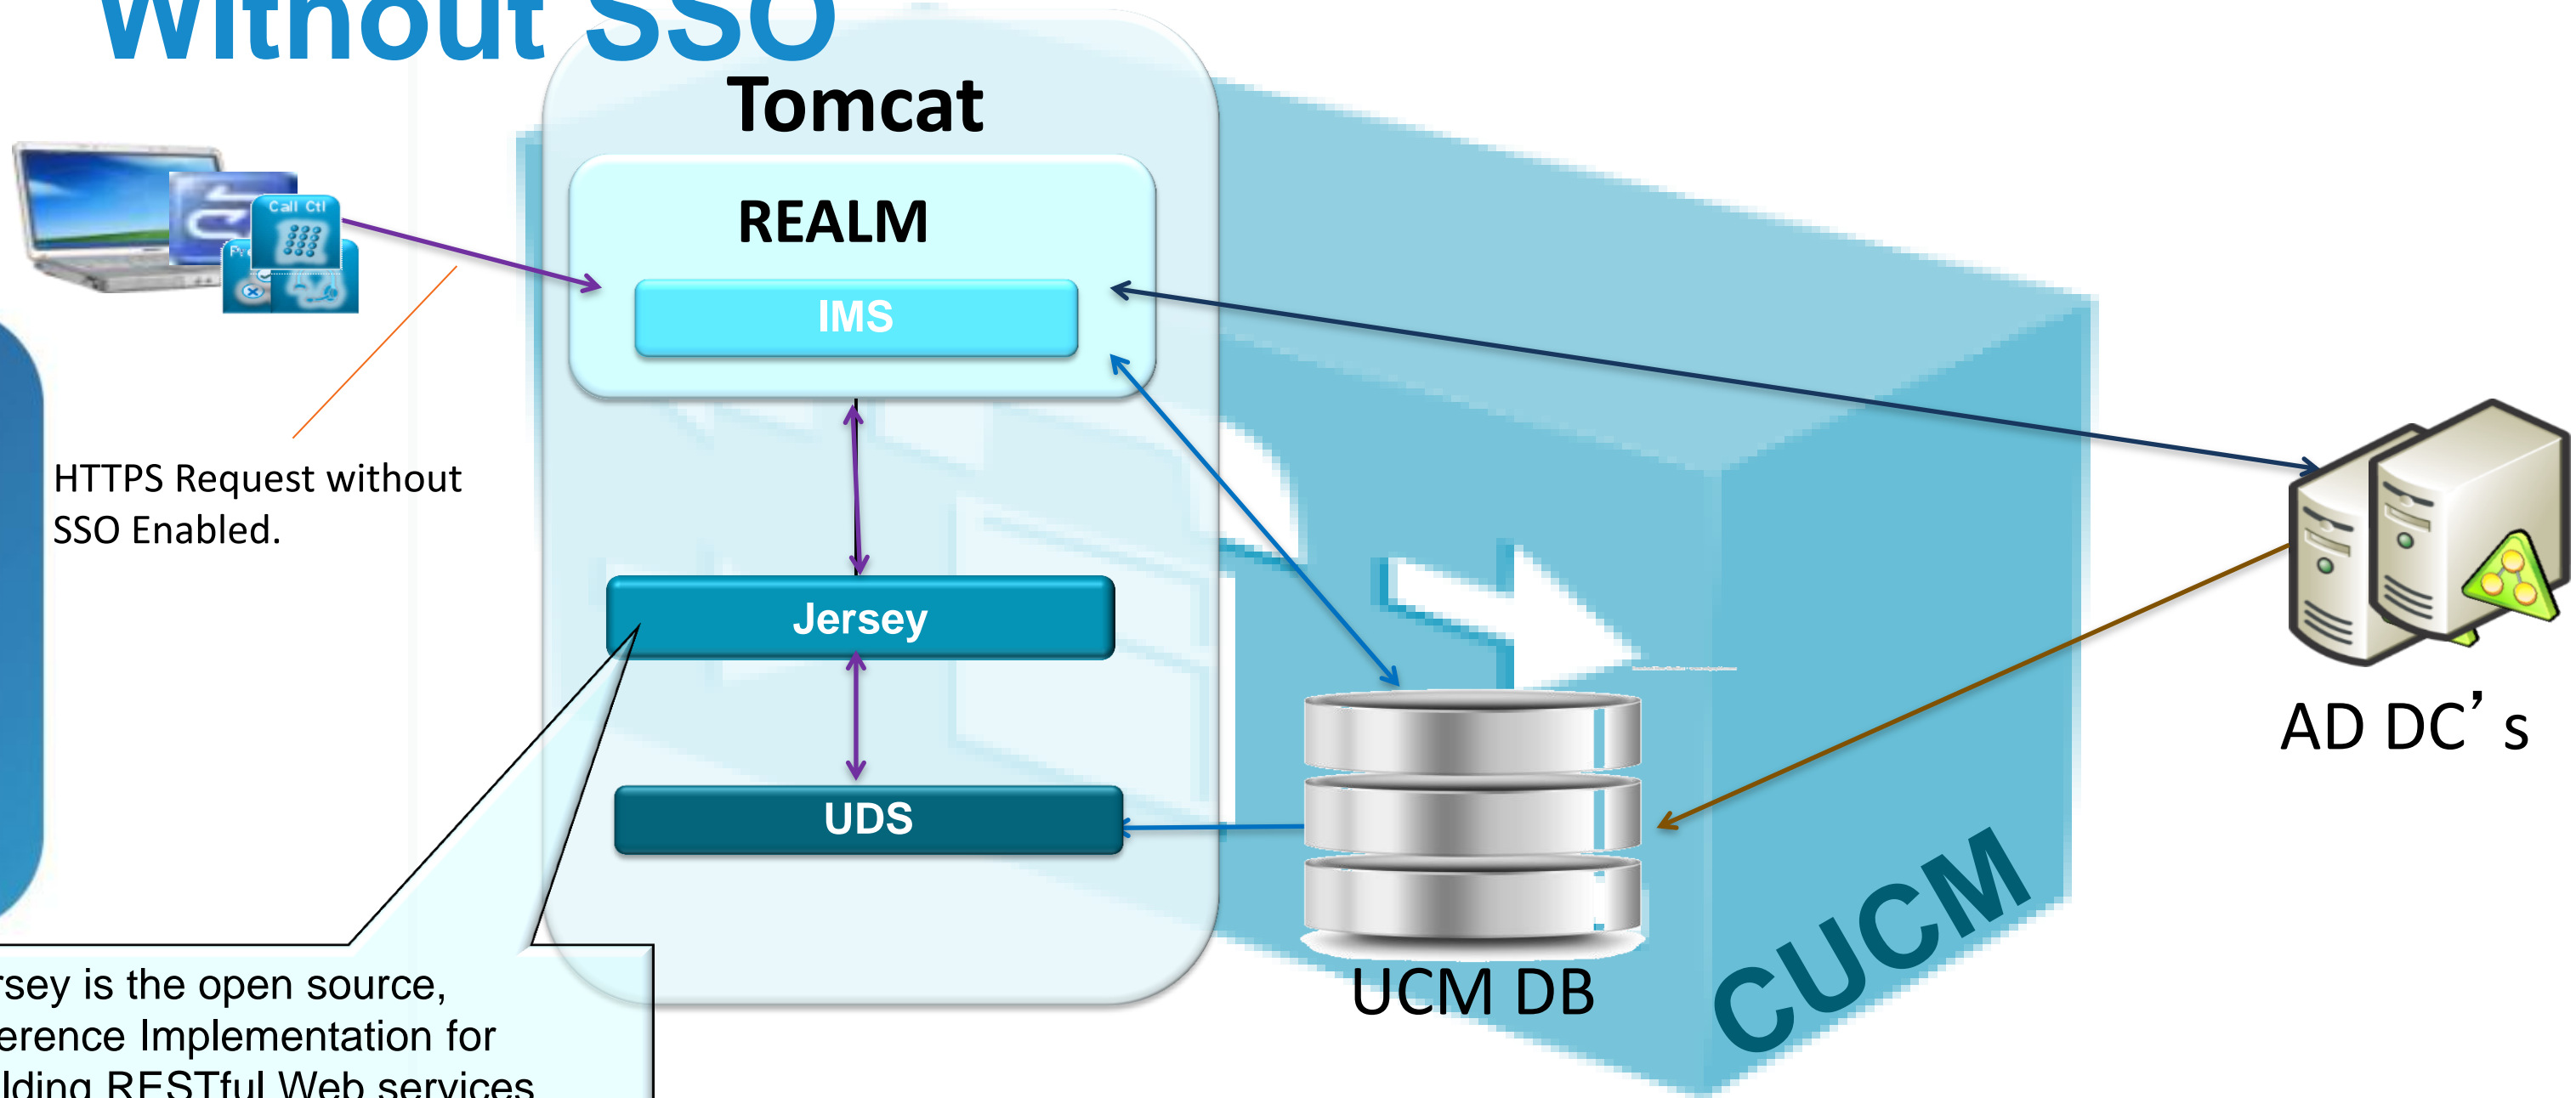 Without SSO
Tomcat
REALM
Call Ctl
IMS
HTTPS Request without
SSO Enabled.
Jersey
UDS
AD DC’s
UCM DB
CUCM
rsey is the open source,
erence Implementation for
lding RESTful Web services